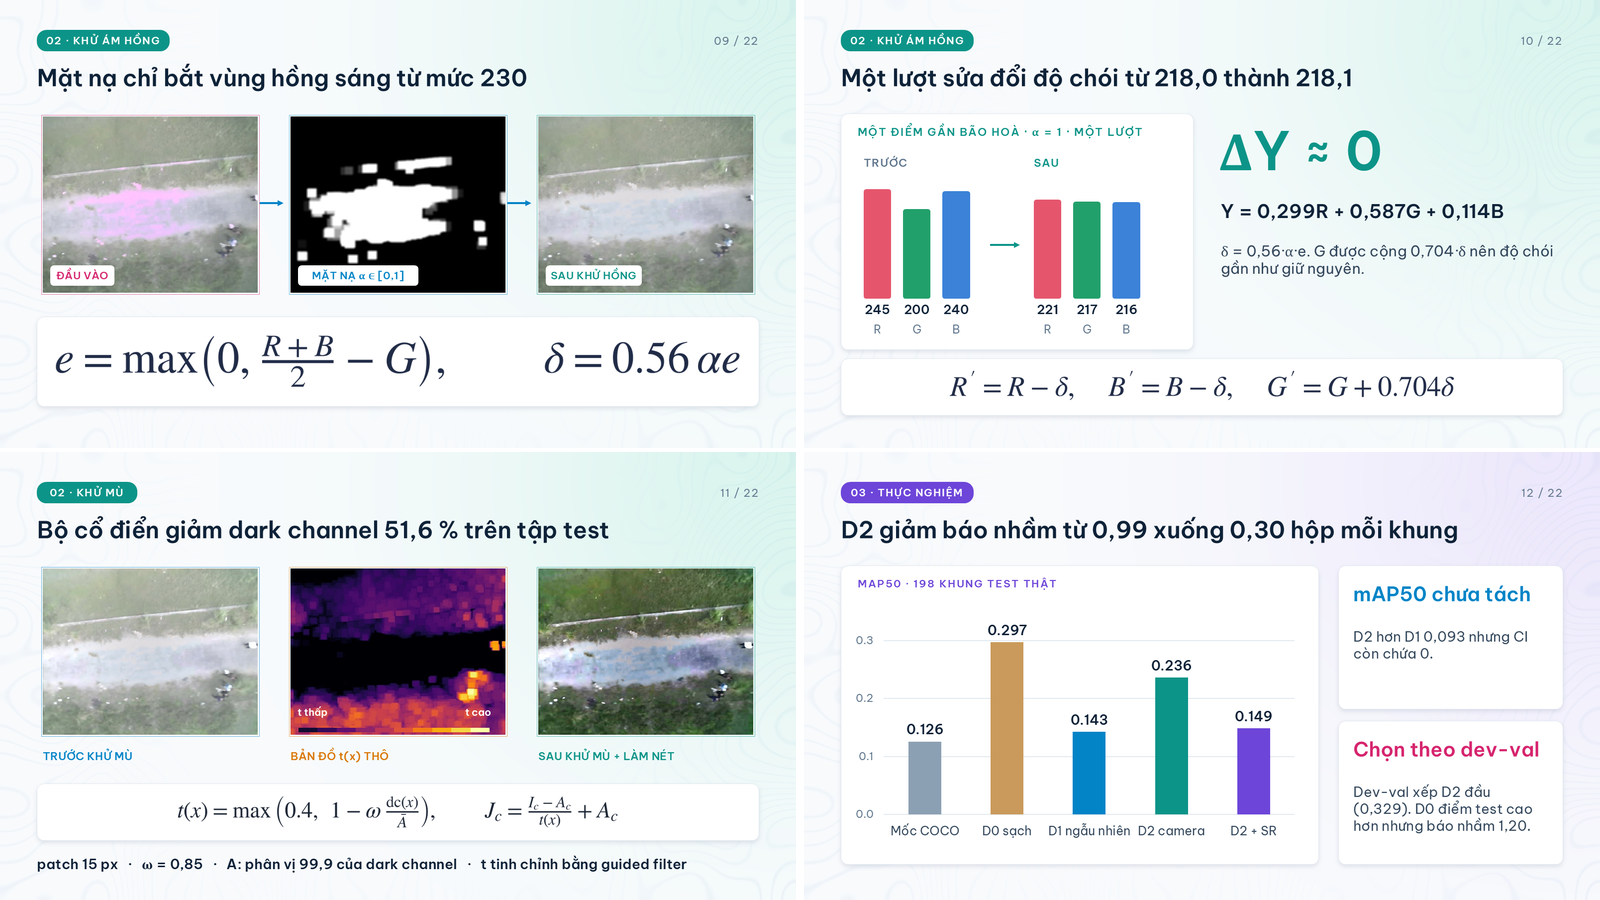 02 · KHỬ ÁM HỒNG
09 / 22
Mặt nạ chỉ bắt vùng hồng sáng từ mức 230
ĐẦU VÀO
MẶT NẠ α ∈ [0,1]
SAU KHỬ HỒNG
e = max(0, (R + B)/2 − G), δ = 0.56 αe
02 · KHỬ ÁM HỒNG
10 / 22
Một lượt sửa đổi độ chói từ 218,0 thành 218,1
MỘT ĐIỂM GẦN BÃO HOÀ · α = 1 · MỘT LƯỢT
TRƯỚC
SAU
245 200 240
R G B
221 217 216
R G B
ΔY ≈ 0
Y = 0,299R + 0,587G + 0,114B
δ = 0,56·α·e. G được cộng 0,704·δ nên độ chói
gần như giữ nguyên.
R′ = R − δ, B′ = B − δ, G′ = G + 0.704δ
02 · KHỬ MÙ
11 / 22
Bộ cổ điển giảm dark channel 51,6 % trên tập test
t thấp
t cao
TRƯỚC KHỬ MÙ
BẢN ĐỒ t(x) THÔ
SAU KHỬ MÙ + LÀM NÉT
t(x) = max (0.4, 1 − ω dc(x)/Ā), J_c = (I_c − A_c)/t(x) + A_c
patch 15 px · ω = 0,85 · A: phân vị 99,9 của dark channel · t tinh chỉnh bằng guided filter
03 · THỰC NGHIỆM
12 / 22
D2 giảm báo nhầm từ 0,99 xuống 0,30 hộp mỗi khung
MAP50 · 198 KHUNG TEST THẬT
0.3
0.2
0.1
0.0
0.126
0.297
0.143
0.236
0.149
Mốc COCO
D0 sạch
D1 ngẫu nhiên
D2 camera
D2 + SR
mAP50 chưa tách
D2 hơn D1 0,093 nhưng CI
còn chứa 0.
Chọn theo dev-val
Dev-val xếp D2 đầu
(0,329). D0 điểm test cao
hơn nhưng báo nhầm 1,20.